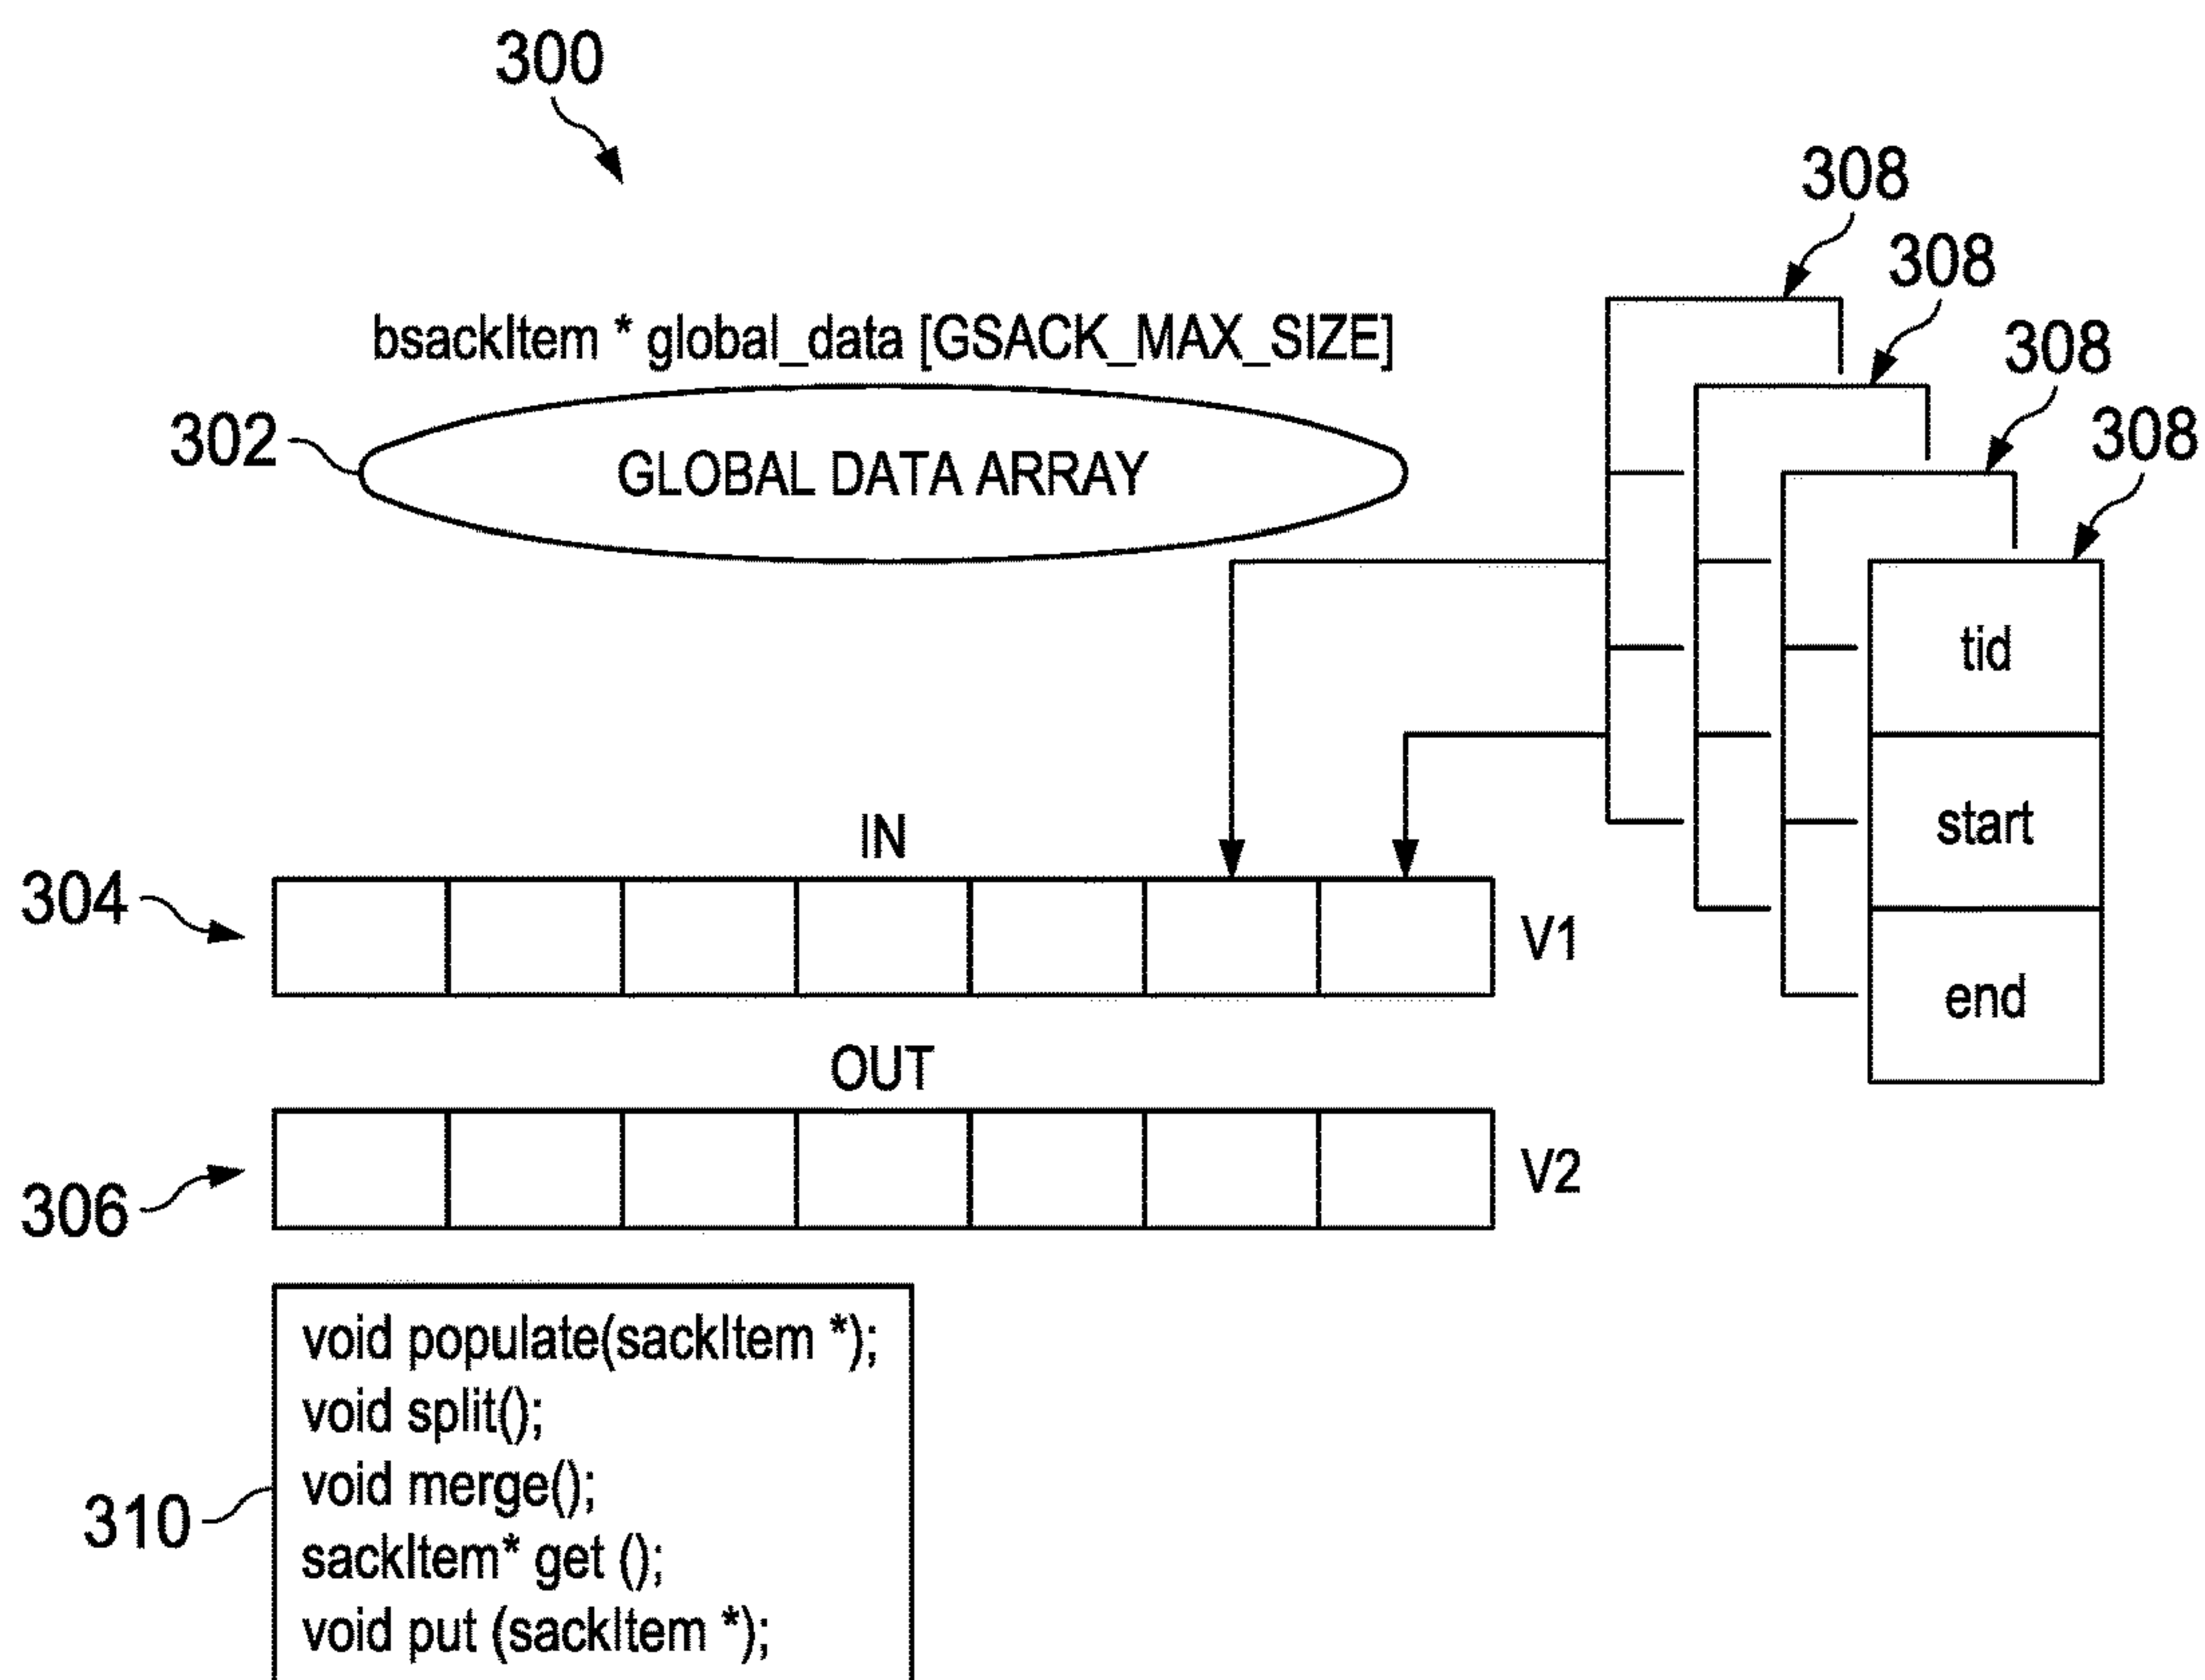 300
308
308
bsackItem * global_data [GSACK_MAX_SIZE]
308
308
302
GLOBAL DATA ARRAY
tid
start
end
IN
304
V1
OUT
306
V2
310
void populate(sackItem *);
void split();
void merge();
sackItem* get ();
void put (sackItem *);